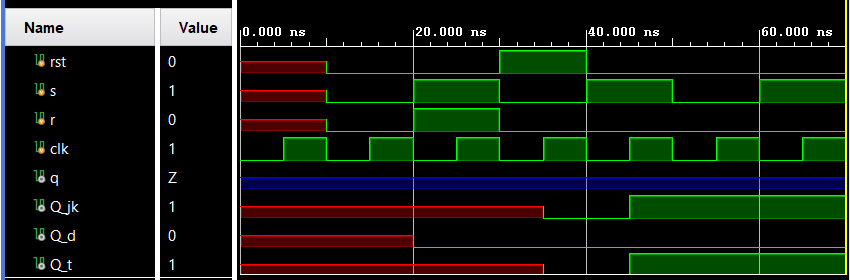 Name Value 0.000 ns 20.000 ns 40.000 ns 60.000 ns
rst 0
s 1
r 0
clk 1
q Z
Q_jk 1
Q_d 0
Q_t 1